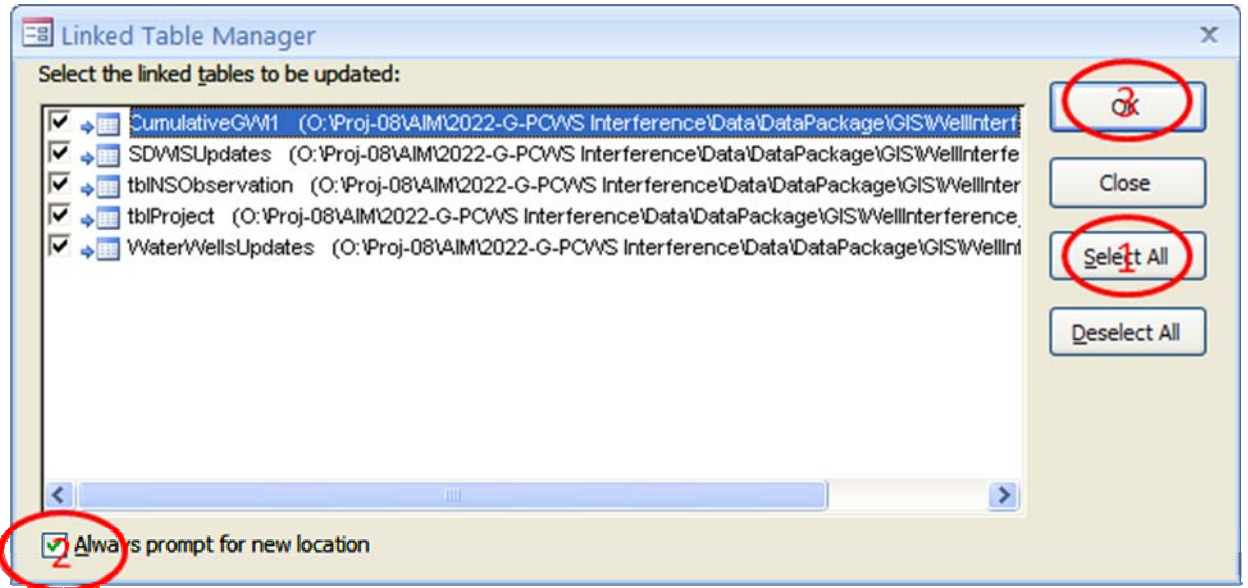 Linked Table Manager
Select the linked tables to be updated:
CumulativeGWI1 (O:\Proj-08\AIM\2022-G-PCWS Interference\Data\DataPackage\GIS\WellInterf
SDWISUpdates (O:\Proj-08\AIM\2022-G-PCWS Interference\Data\DataPackage\GIS\WellInterfe
tblNSObservation (O:\Proj-08\AIM\2022-G-PCWS Interference\Data\DataPackage\GIS\WellInter
tblProject (O:\Proj-08\AIM\2022-G-PCWS Interference\Data\DataPackage\GIS\WellInterference_
WaterWellsUpdates (O:\Proj-08\AIM\2022-G-PCWS Interference\Data\DataPackage\GIS\WellInf
Always prompt for new location
2
OK
3
Close
Select All
1
Deselect All